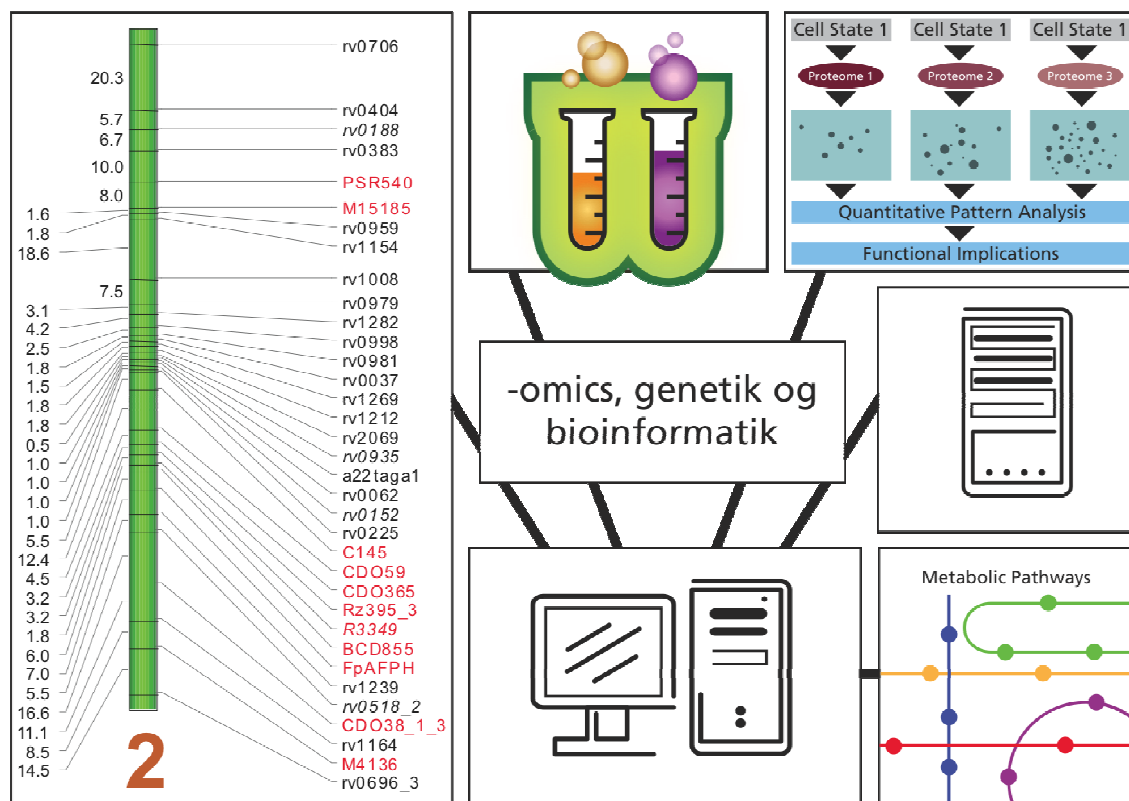 20.3
5.7
6.7
10.0
8.0
1.6
1.8
18.6
7.5
3.1
4.2
2.5
1.8
1.5
1.8
1.8
0.5
1.0
1.0
1.0
1.0
5.5
12.4
4.5
3.2
3.2
1.8
6.0
7.0
5.5
16.6
11.1
8.5
14.5
rv0706
rv0404
rv0188
rv0383
PSR540
M15185
rv0959
rv1154
rv1008
rv0979
rv1282
rv0998
rv0981
rv0037
rv1269
rv1212
rv2069
rv0935
a22taga1
rv0062
rv0152
rv0225
C145
CDO59
CDO365
Rz395_3
R3349
BCD855
FpAFPH
rv1239
rv0518_2
CDO38_1_3
rv1164
M4136
rv0696_3
2
Cell State 1 Cell State 1 Cell State 1
Proteome 1 Proteome 2 Proteome 3
Quantitative Pattern Analysis
Functional Implications
-omics, genetik og
bioinformatik
Metabolic Pathways